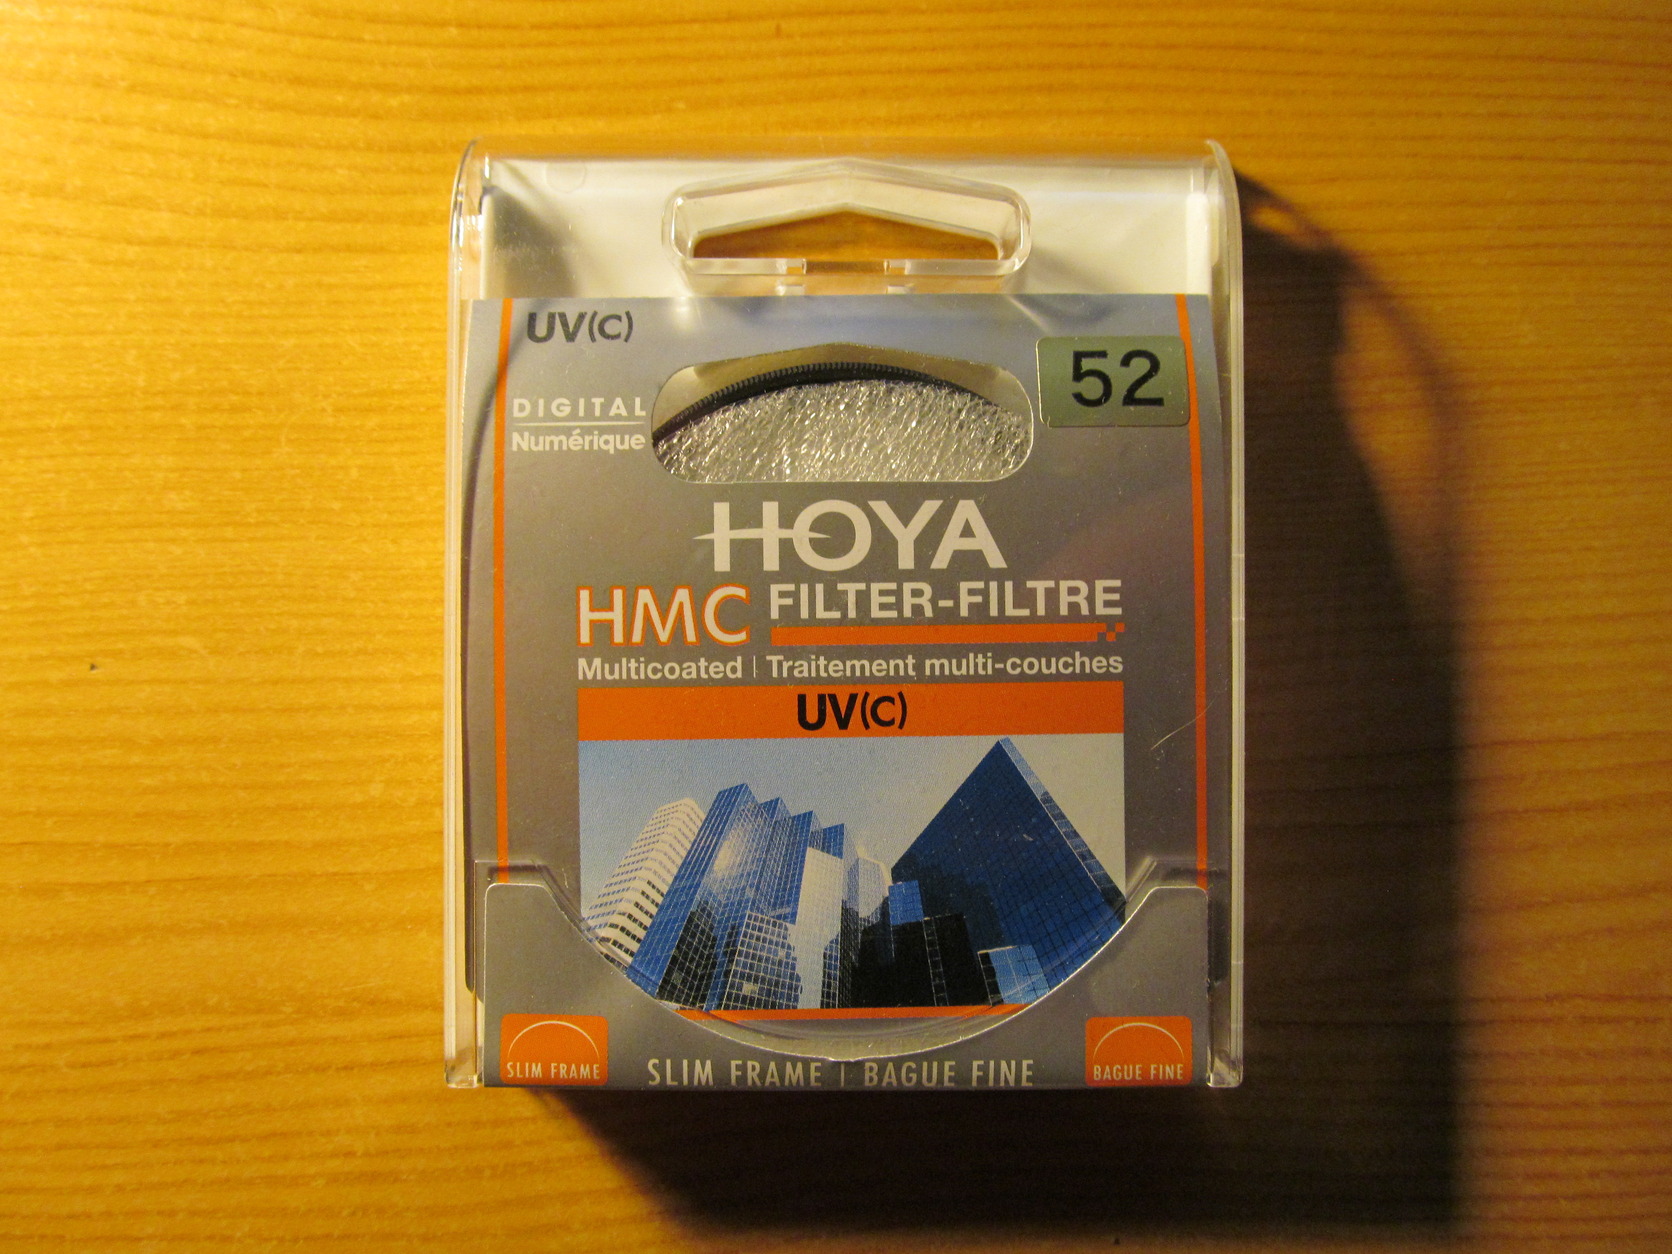 UV(C)
52
DIGITAL
Numérique
HOYA
HMC FILTER-FILTRE
Multicoated | Traitement multi-couches
UV(C)
SLIM FRAME
SLIM FRAME | BAGUE FINE
BAGUE FINE